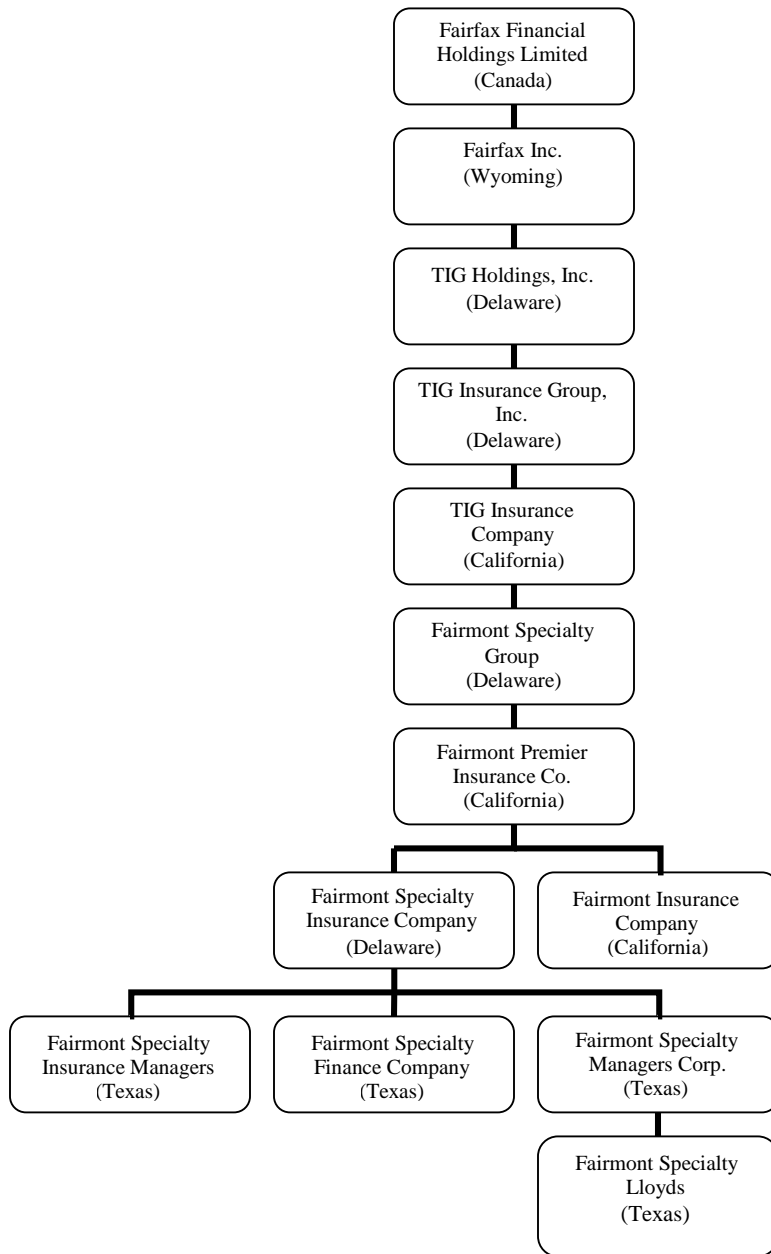 Fairfax Financial
Holdings Limited
(Canada)
Fairfax Inc.
(Wyoming)
TIG Holdings, Inc.
(Delaware)
TIG Insurance Group,
Inc.
(Delaware)
TIG Insurance
Company
(California)
Fairmont Specialty
Group
(Delaware)
Fairmont Premier
Insurance Co.
(California)
Fairmont Specialty
Insurance Company
(Delaware)
Fairmont Insurance
Company
(California)
Fairmont Specialty
Insurance Managers
(Texas)
Fairmont Specialty
Finance Company
(Texas)
Fairmont Specialty
Managers Corp.
(Texas)
Fairmont Specialty
Lloyds
(Texas)